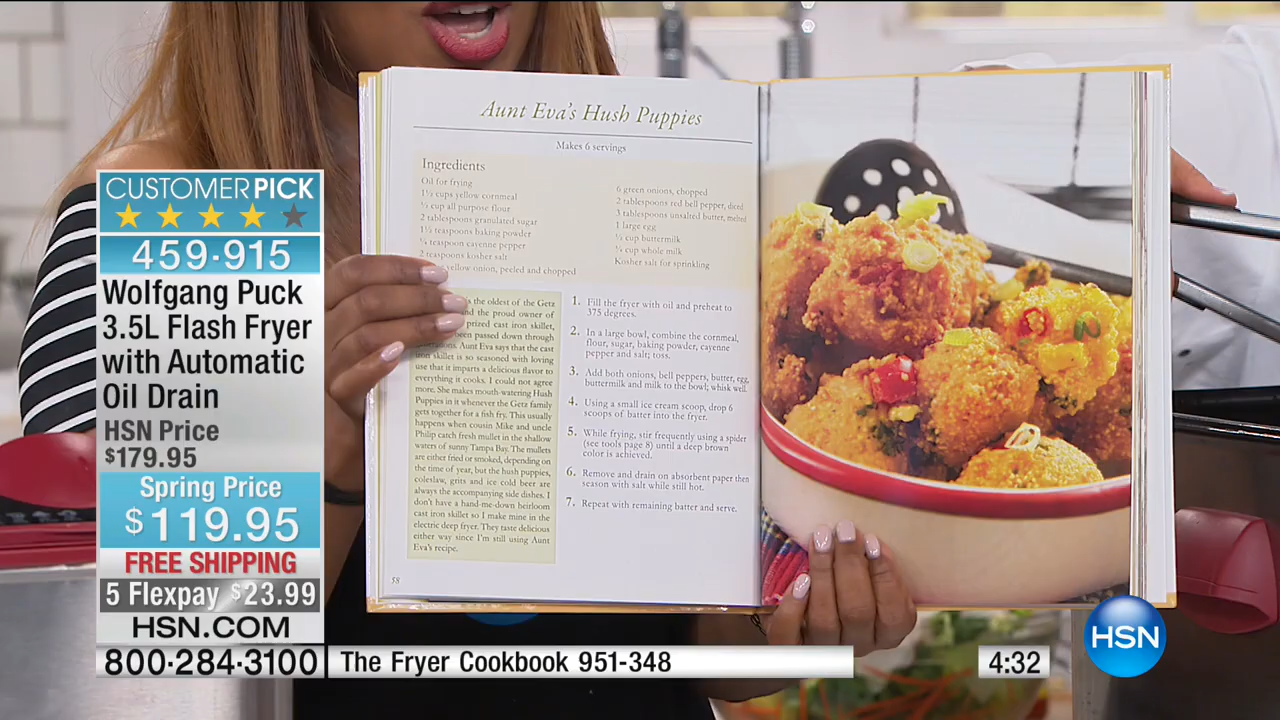 CUSTOMER PICK
459-915
Wolfgang Puck
3.5L Flash Fryer
with Automatic
Oil Drain
HSN Price
$179.95
Spring Price
$119.95
FREE SHIPPING
5 Flexpay $23.99
HSN.COM
800-284-3100
The Fryer Cookbook 951-348
4:32
HSN
Aunt Eva's Hush Puppies
Makes 6 servings
Ingredients
Oil for frying
1½ cups yellow cornmeal
cup all purpose flour
2 tablespoons granulated sugar
1½ teaspoons baking powder
teaspoon cayenne pepper
2 teaspoons kosher salt
yellow onion, peeled and chopped
6 green onions, chopped
2 tablespoons red bell pepper, diced
3 tablespoons unsalted butter, melted
1 large egg
cup buttermilk
cup whole milk
Kosher salt for sprinkling
is the oldest of the Getz
and the proud owner of
prized cast iron skillet,
been passed down through
Aunt Eva says that the cast
iron skillet is so seasoned with loving
use that it imparts a delicious flavor to
everything it cooks. I could not agree
more. She makes mouth-watering Hush
Puppies in it whenever the Getz family
gets together for a fish fry. This usually
happens when cousin Mike and uncle
Philip catch fresh mullet in the shallow
waters of sunny Tampa Bay. The mullets
are either fried or smoked, depending on
the time of year, but the hush puppies,
coleslaw, grits and ice cold beer are
always the accompanying side dishes. I
don't have a hand-me-down heirloom
cast iron skillet so I make mine in the
electric deep fryer. They taste delicious
either way since I'm still using Aunt
Eva's recipe.
1. Fill the fryer with oil and preheat to
375 degrees.
2. In a large bowl, combine the cornmeal,
flour, sugar, baking powder, cayenne
pepper and salt; toss.
3. Add both onions, bell peppers, butter, egg,
buttermilk and milk to the bowl; whisk well.
4. Using a small ice cream scoop, drop 6
scoops of batter into the fryer.
5. While frying, stir frequently using a spider
(see tools page 8) until a deep brown
color is achieved.
6. Remove and drain on absorbent paper then
season with salt while still hot.
7. Repeat with remaining batter and serve.
58